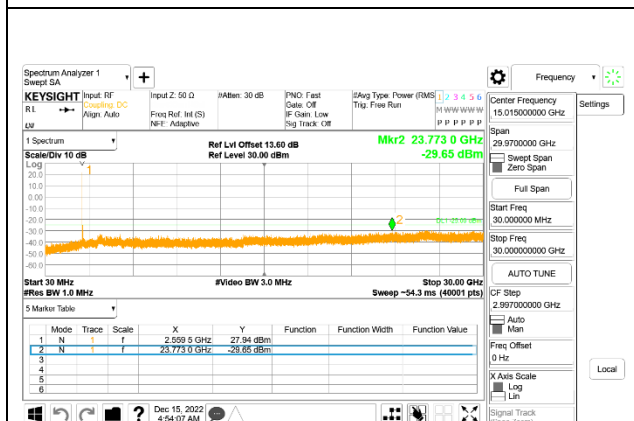 Spectrum Analyzer 1
Swept SA
KEYSIGHT
RL
Input: RF
Coupling: DC
Align: Auto
Input Z: 50 Ω
Freq Ref: Int (S)
NFE: Adaptive
#Atten: 30 dB
PNO: Fast
Gate: Off
IF Gain: Low
Sig Track: Off
#Avg Type: Power (RMS
Trig: Free Run
1 2 3 4 5 6
M W W W W W
P P P P P P
1 Spectrum
Scale/Div 10 dB
Ref Lvl Offset 13.60 dB
Ref Level 30.00 dBm
Mkr2 23.773 0 GHz
-29.65 dBm
Log
20.0
10.0
0.00
-10.0
-20.0
-30.0
-40.0
-50.0
-60.0
1
2
Start 30 MHz
#Res BW 1.0 MHz
#Video BW 3.0 MHz
Stop 30.00 GHz
Sweep ~54.3 ms (40001 pts)
5 Marker Table
Mode Trace Scale X Y Function Function Width Function Value
1 N 1 f 2.559 5 GHz 27.94 dBm
2 N 1 f 23.773 0 GHz -29.65 dBm
3
4
5
6
Dec 15, 2022
4:54:07 AM
Frequency
Settings
Center Frequency
15.015000000 GHz
Span
29.9700000 GHz
Swept Span
Zero Span
Full Span
Start Freq
30.000000 MHz
Stop Freq
30.000000000 GHz
AUTO TUNE
CF Step
2.997000000 GHz
Auto
Man
Freq Offset
0 Hz
X Axis Scale
Log
Lin
Local
Signal Track